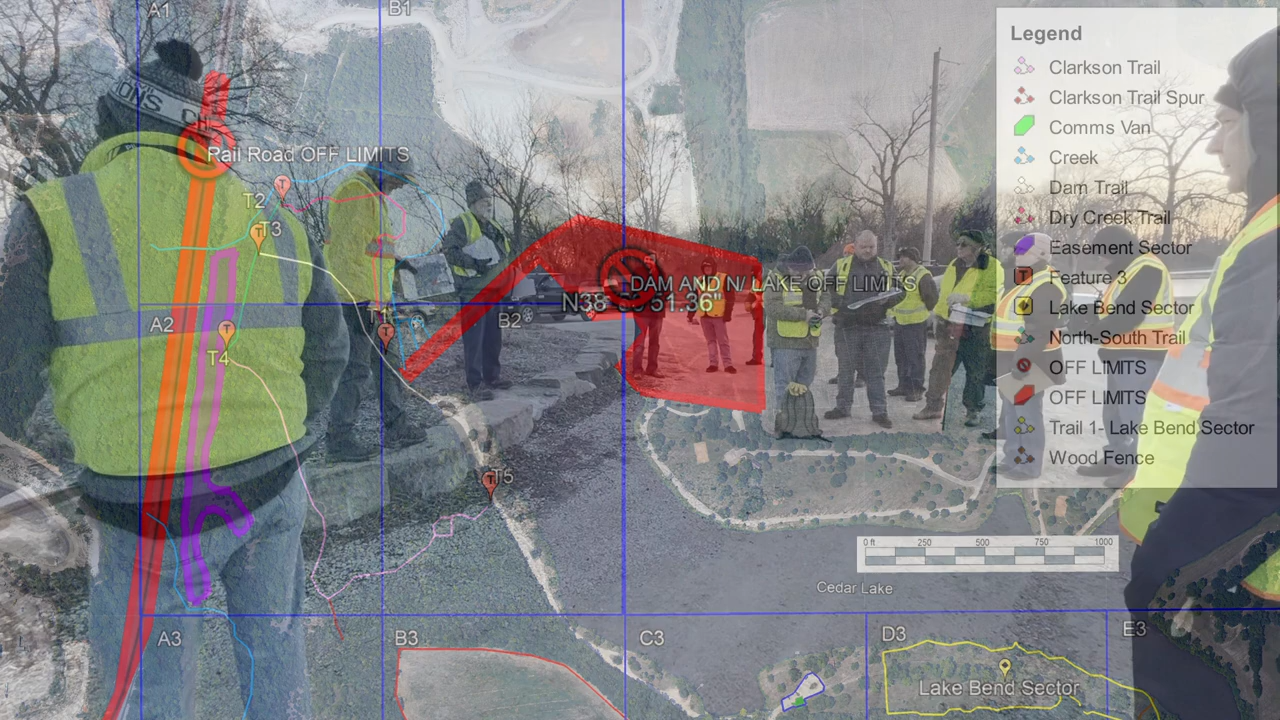 A1
B1
Rail Road OFF LIMITS
T2
T3
DAM AND N/ LAKE OFF LIMITS
A2
T1
B2
T4
T5
Cedar Lake
A3
B3
C3
D3
E3
Lake Bend Sector
Legend
Clarkson Trail
Clarkson Trail Spur
Comms Van
Creek
Dam Trail
Dry Creek Trail
Easement Sector
Feature 3
Lake Bend Sector
North-South Trail
OFF LIMITS
OFF LIMITS
Trail 1- Lake Bend Sector
Wood Fence
0 ft 250 500 750 1000